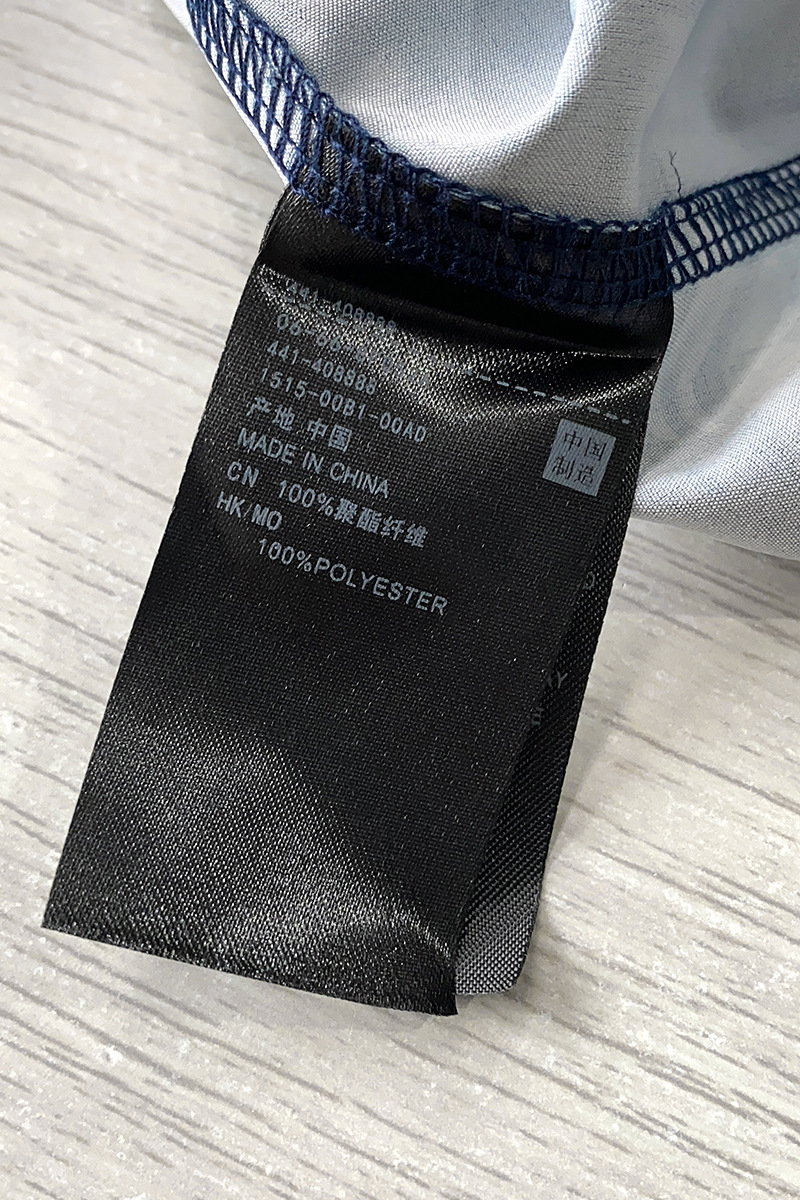 441-408888
1515-00B1-00AD
产地 中国
MADE IN CHINA
CN 100%聚酯纤维
HK/MO
100%POLYESTER
中国
制造